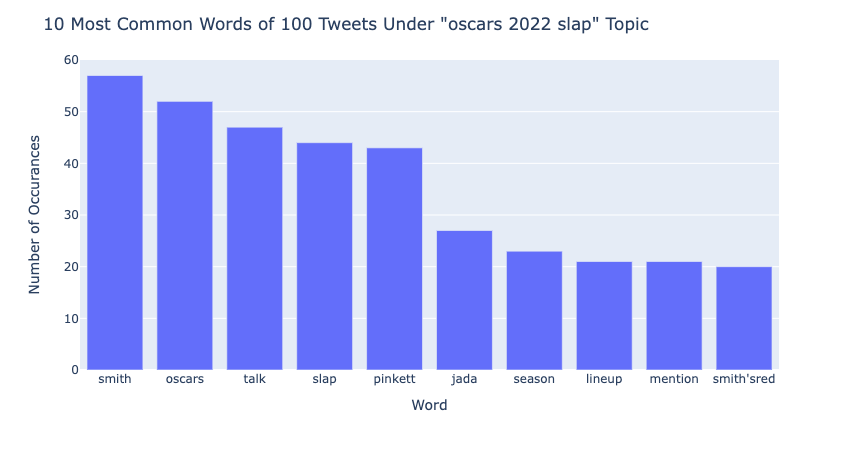 10 Most Common Words of 100 Tweets Under "oscars 2022 slap" Topic
60
50
40
30
20
10
0
Number of Occurances
smith oscars talk slap pinkett jada season lineup mention smith'sred
Word